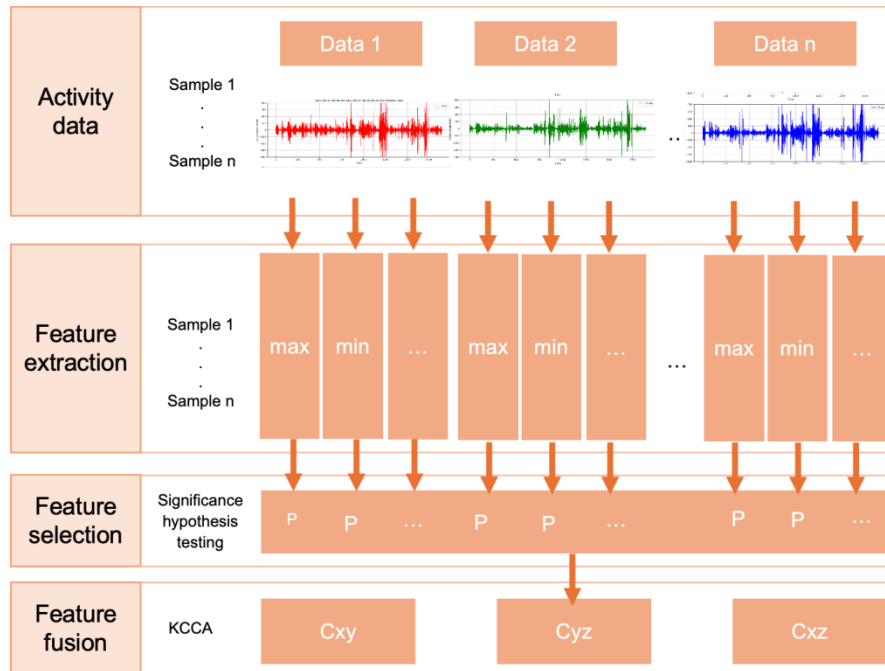 Data 1
Data 2
Data n
Activity
data
Sample 1
.
.
.
Sample n
..
Feature
extraction
Sample 1
.
.
.
Sample n
max
min
...
max
min
...
...
max
min
...
Feature
selection
Significance
hypothesis
testing
P
P
...
P
P
...
P
P
...
Feature
fusion
KCCA
Cxy
Cyz
Cxz